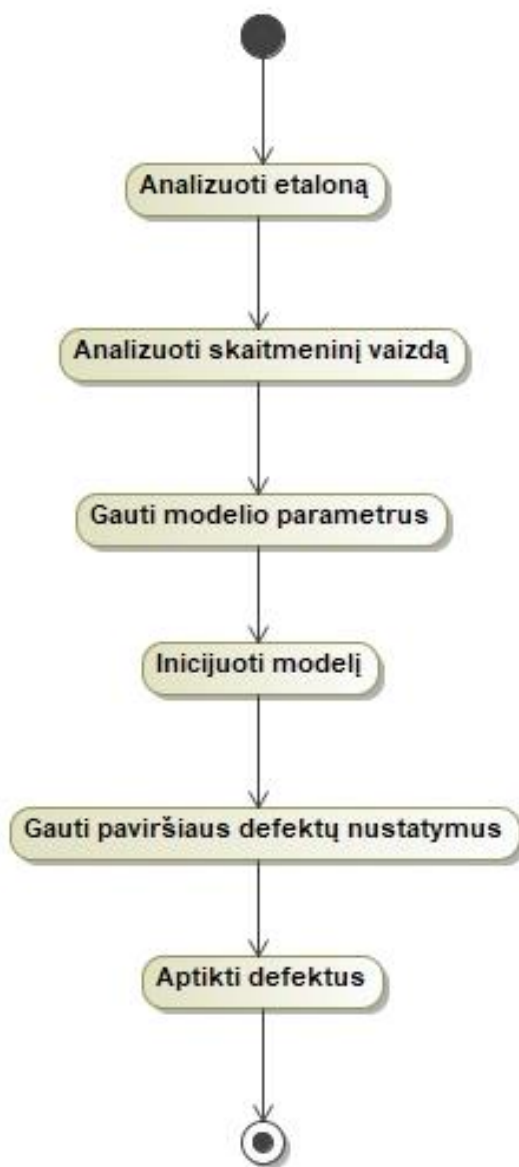 Analizuoti etaloną
Analizuoti skaitmeninį vaizdą
Gauti modelio parametrus
Inicijuoti modelį
Gauti paviršiaus defektų nustatymus
Aptikti defektus